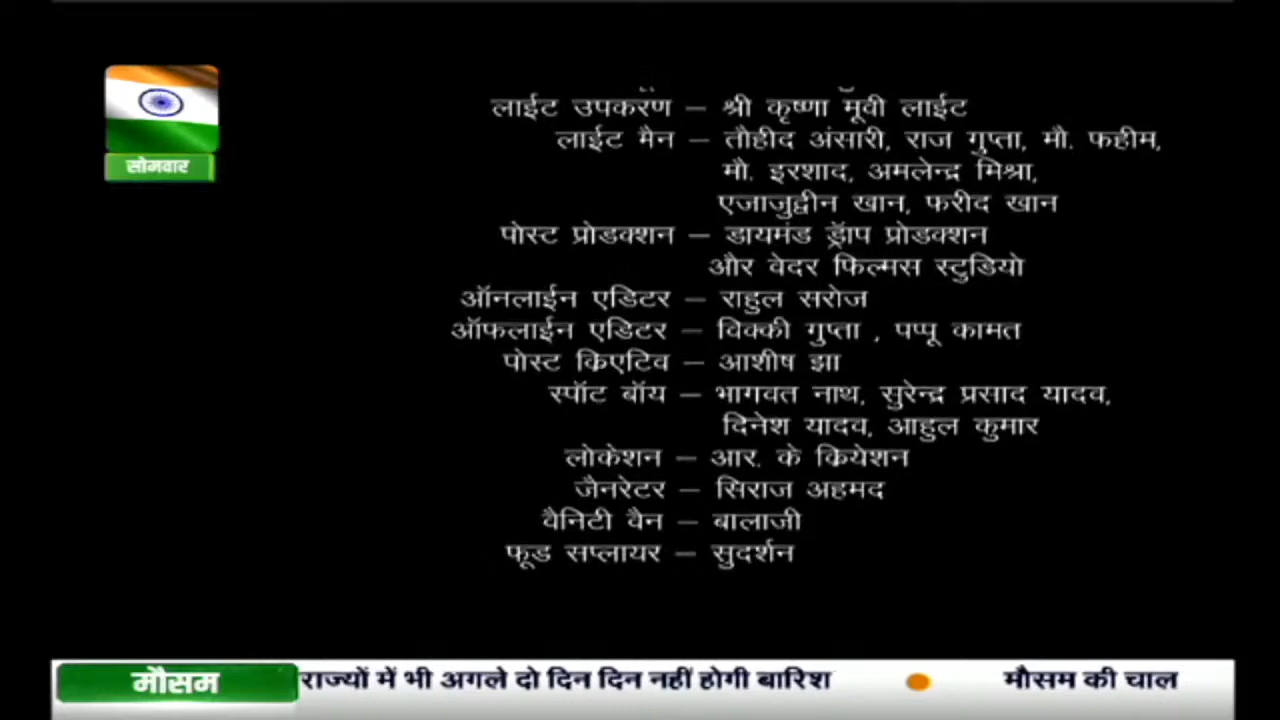 लाईट उपकरण – श्री कृष्णा मूवी लाईट
सोमवार
लाईट मैन – तौहीद अंसारी, राज गुप्ता, मौ. फहीम,
मौ. इरशाद, अमलेन्द्र मिश्रा,
एजाजुद्दीन खान, फरीद खान
पोस्ट प्रोडक्शन – डायमंड ड्रॉप प्रोडक्शन
और वेदर फिल्मस स्टुडियो
ऑनलाईन एडिटर – राहुल सरोज
ऑफलाईन एडिटर – विक्की गुप्ता , पप्पू कामत
पोस्ट क्रिएटिव – आशीष झा
स्पॉट बॉय – भागवत नाथ, सुरेन्द्र प्रसाद यादव,
दिनेश यादव, आहुल कुमार
लोकेशन – आर. के क्रियेशन
जैनरेटर – सिराज अहमद
वैनिटी वैन – बालाजी
फूड सप्लायर – सुदर्शन
मौसम राज्यों में भी अगले दो दिन दिन नहीं होगी बारिश मौसम की चाल